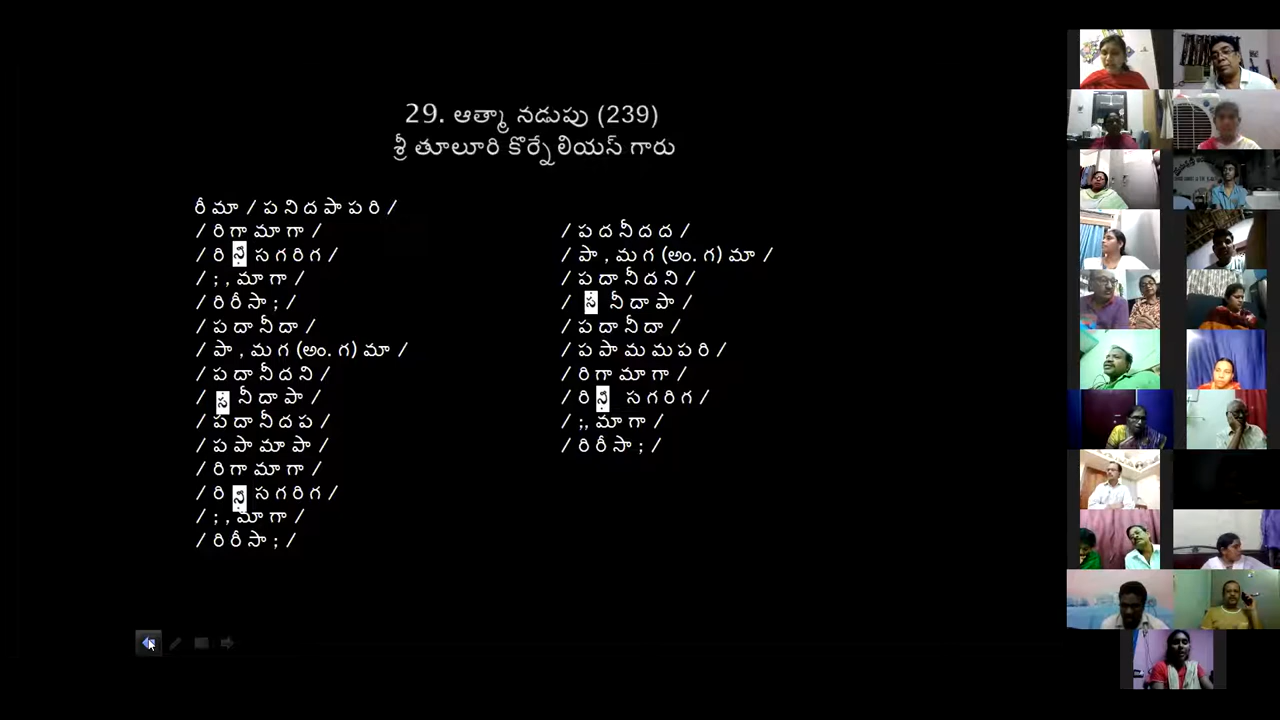 29. ఆత్మా నడుపు (239)
శ్రీ తూలూరి కొర్నేలియస్ గారు
రీ మా / ప ని ద పా ప రి /
/ రి గా మా గా /
/ రి నీ స గ రి గ /
/ ; , మా గా /
/ రి రీ సా ; /
/ ప దా నీ దా /
/ పా , మ గ (అం. గ) మా /
/ ప దా నీ ద ని /
/ స నీ దా పా /
/ ప దా నీ ద ప /
/ ప పా మా పా /
/ రి గా మా గా /
/ రి నీ స గ రి గ /
/ ; , మా గా /
/ రి రీ సా ; /
/ ప ద నీ ద ద /
/ పా , మ గ (అం. గ) మా /
/ ప దా నీ ద ని /
/ స నీ దా పా /
/ ప దా నీ దా /
/ ప పా మ మ ప రి /
/ రి గా మా గా /
/ రి నీ స గ రి గ /
/ ;, మా గా /
/ రి రీ సా ; /